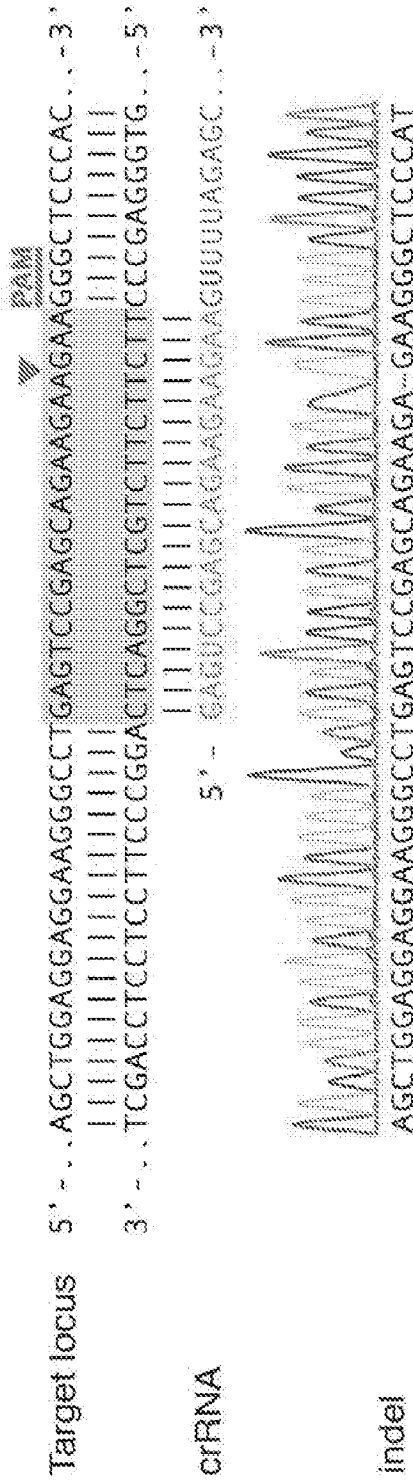 PAM
Target locus 5'-..AGCTGGAGGAGGAAGGGCCTGAGTCCGAGCAGAAGAAGAAGGGCTCCCAC..-3'
3'-..TCGACCTCCTCCTTCCCGGACTCAGGCTCGTCTTCTTCTTCCCGAGGGTG..-5'
crRNA 5'- GAGUCCGAGCAGAAGAAGAAGUUUUAGAGC..-3'
indel AGCTGGAGGAGGAAGGGCCTGAGTCCGAGCAGAAGA--GAAGGGCTCCCAT